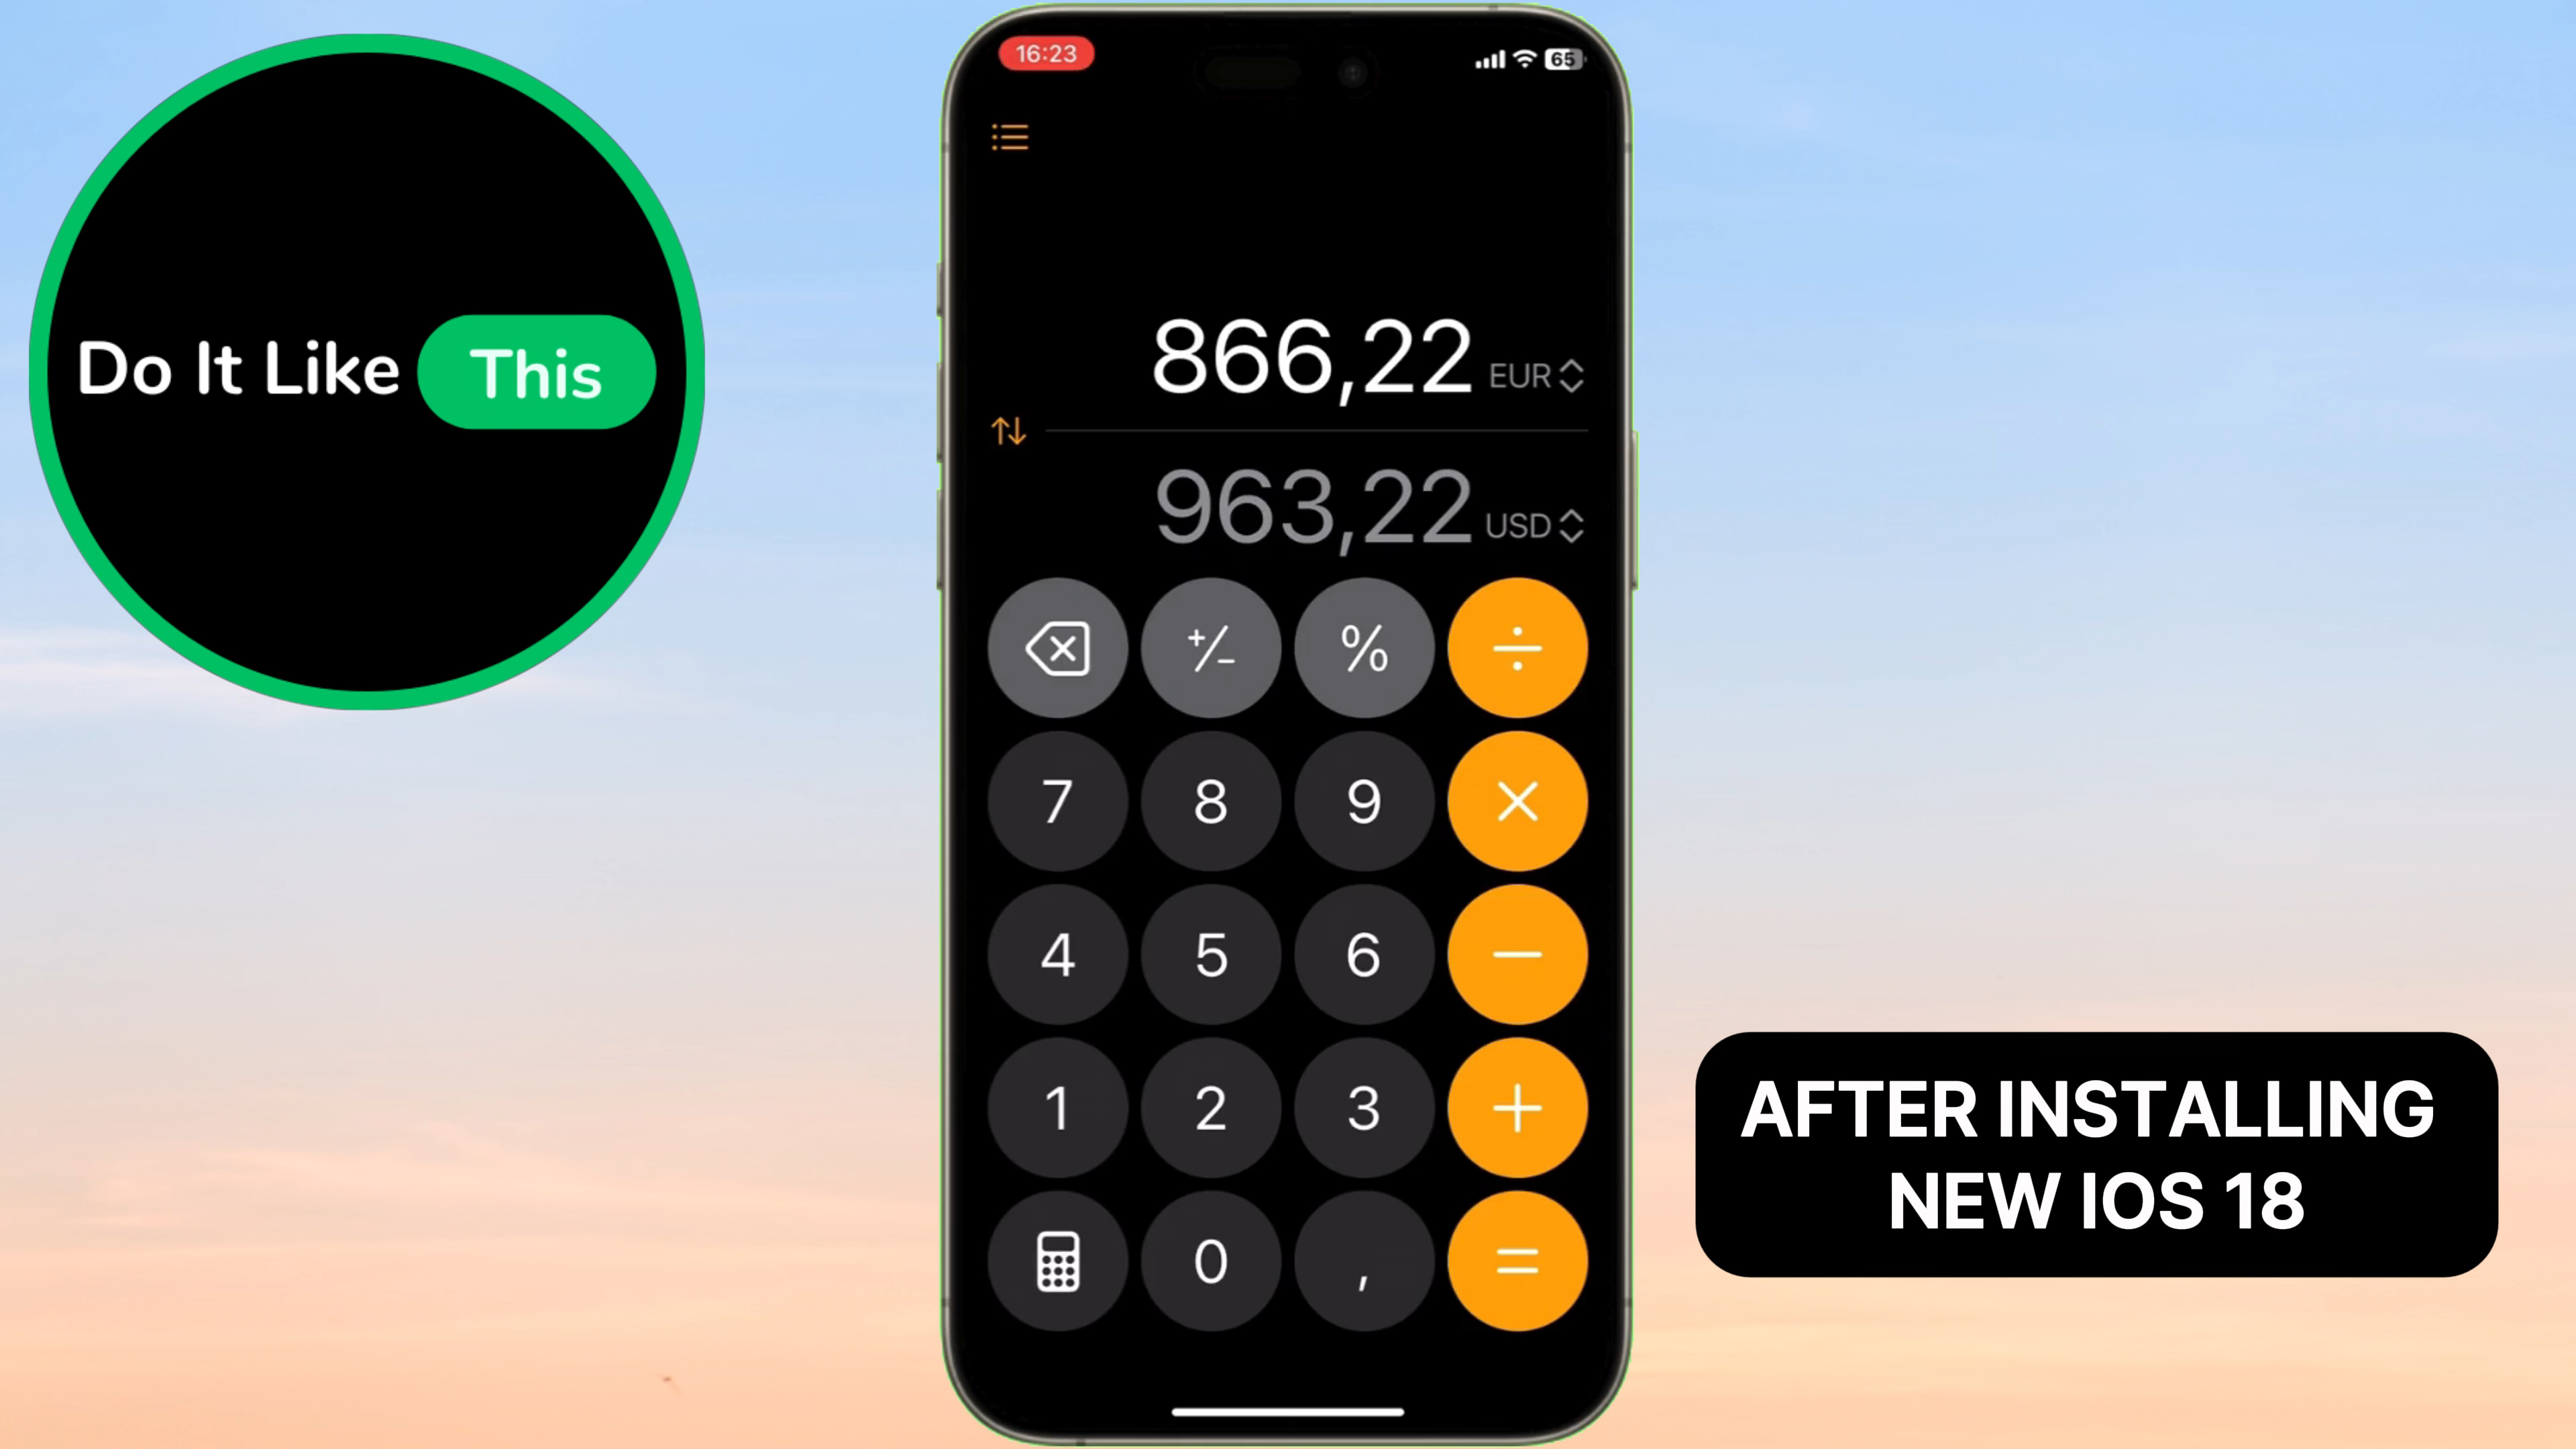 Do It Like This
16:23
65
866,22 EUR
963,22 USD
+/- % ÷
7 8 9 ×
4 5 6 −
1 2 3 +
0 , =
AFTER INSTALLING
NEW IOS 18